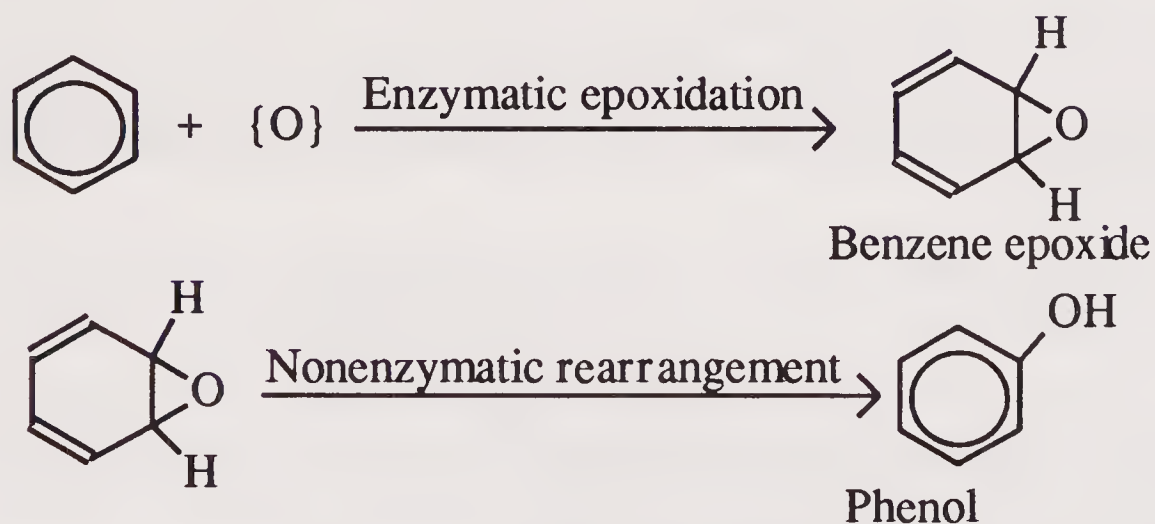 H
+ {O} Enzymatic epoxidation O
H
Benzene epoxide
H
OH
O Nonenzymatic rearrangement
H
Phenol